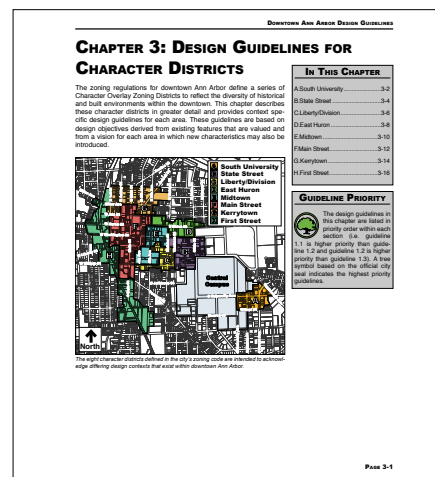 DOWNTOWN ANN ARBOR DESIGN GUIDELINES
CHAPTER 3: DESIGN GUIDELINES FOR
CHARACTER DISTRICTS
The zoning regulations for downtown Ann Arbor define a series of
Character Overlay Zoning Districts to reflect the diversity of historical
and built environments within the downtown. This chapter describes
these character districts in greater detail and provides context spe-
cific design guidelines for each area. These guidelines are based on
design objectives derived from existing features that are valued and
from a vision for each area in which new characteristics may also be
introduced.
South University
State Street
Liberty/Division
East Huron
Midtown
Main Street
Kerrytown
First Street
Central
Campus
North
The eight character districts defined in the city's zoning code are intended to acknowl-
edge differing design contexts that exist within downtown Ann Arbor.
IN THIS CHAPTER
A.South University....................3-2
B.State Street............................3-4
C.Liberty/Division......................3-6
D.East Huron.............................3-8
E.Midtown................................3-10
F.Main Street...........................3-12
G.Kerrytown............................3-14
H.First Street...........................3-16
GUIDELINE PRIORITY
The design guidelines in
this chapter are listed in
priority order within each
section (i.e. guideline
1.1 is higher priority than guide-
line 1.2 and guideline 1.2 is higher
priority than guideline 1.3). A tree
symbol based on the official city
seal indicates the highest priority
guidelines.
PAGE 3-1